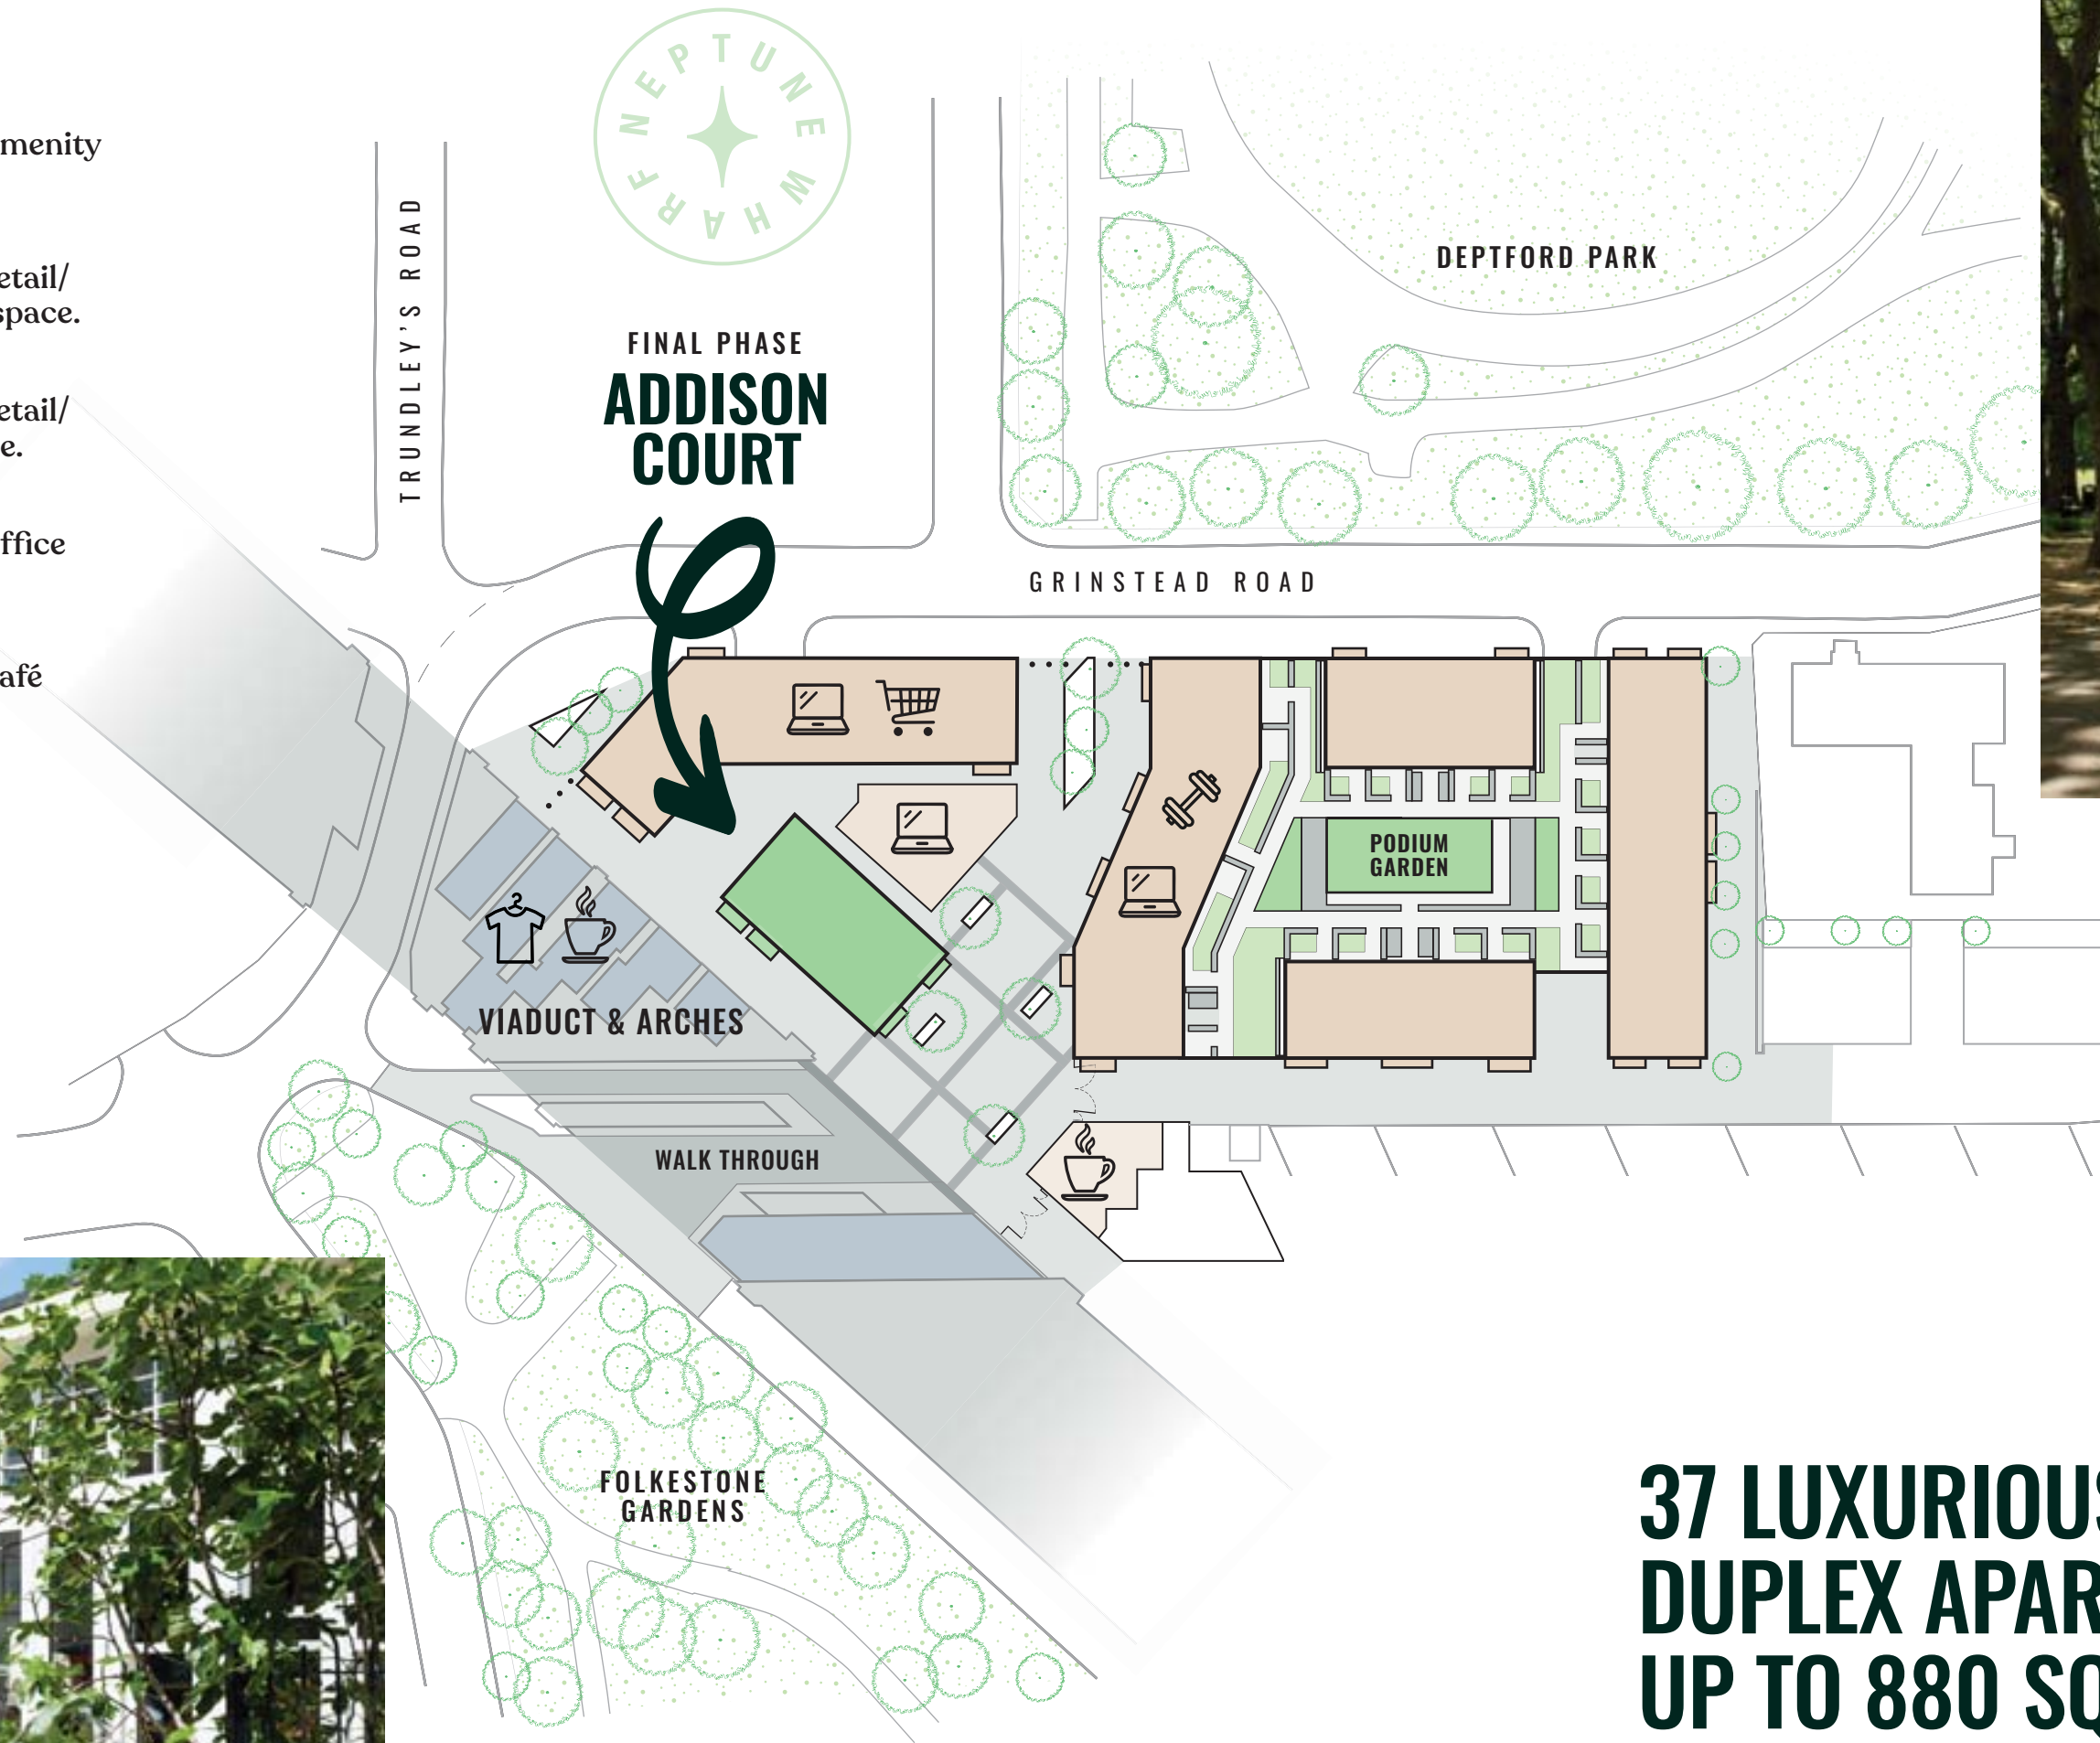 menity
etail/
space.
etail/
e.
ffice
afé
NEPTUNE WHARF
TRUNDLEY'S ROAD
FINAL PHASE
ADDISON
COURT
DEPTFORD PARK
GRINSTEAD ROAD
PODIUM
GARDEN
VIADUCT & ARCHES
WALK THROUGH
FOLKESTONE
GARDENS
37 LUXURIOUS
DUPLEX APAR
UP TO 880 SQ